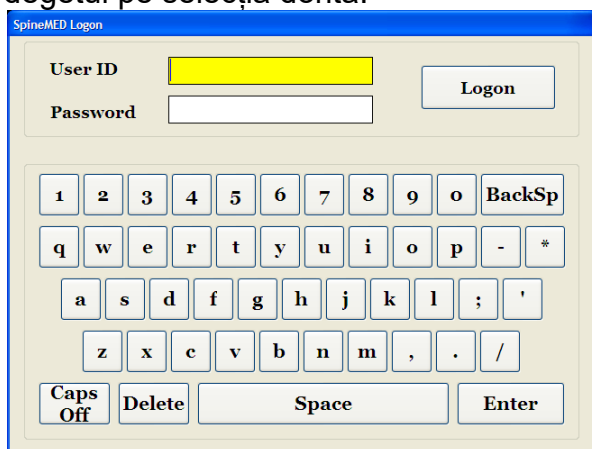 degetul pe selecția dorită.
SpineMED Logon
User ID
Logon
Password
1 2 3 4 5 6 7 8 9 0 BackSp
q w e r t y u i o p - *
a s d f g h j k l ; '
z x c v b n m , . /
Caps Off Delete Space Enter